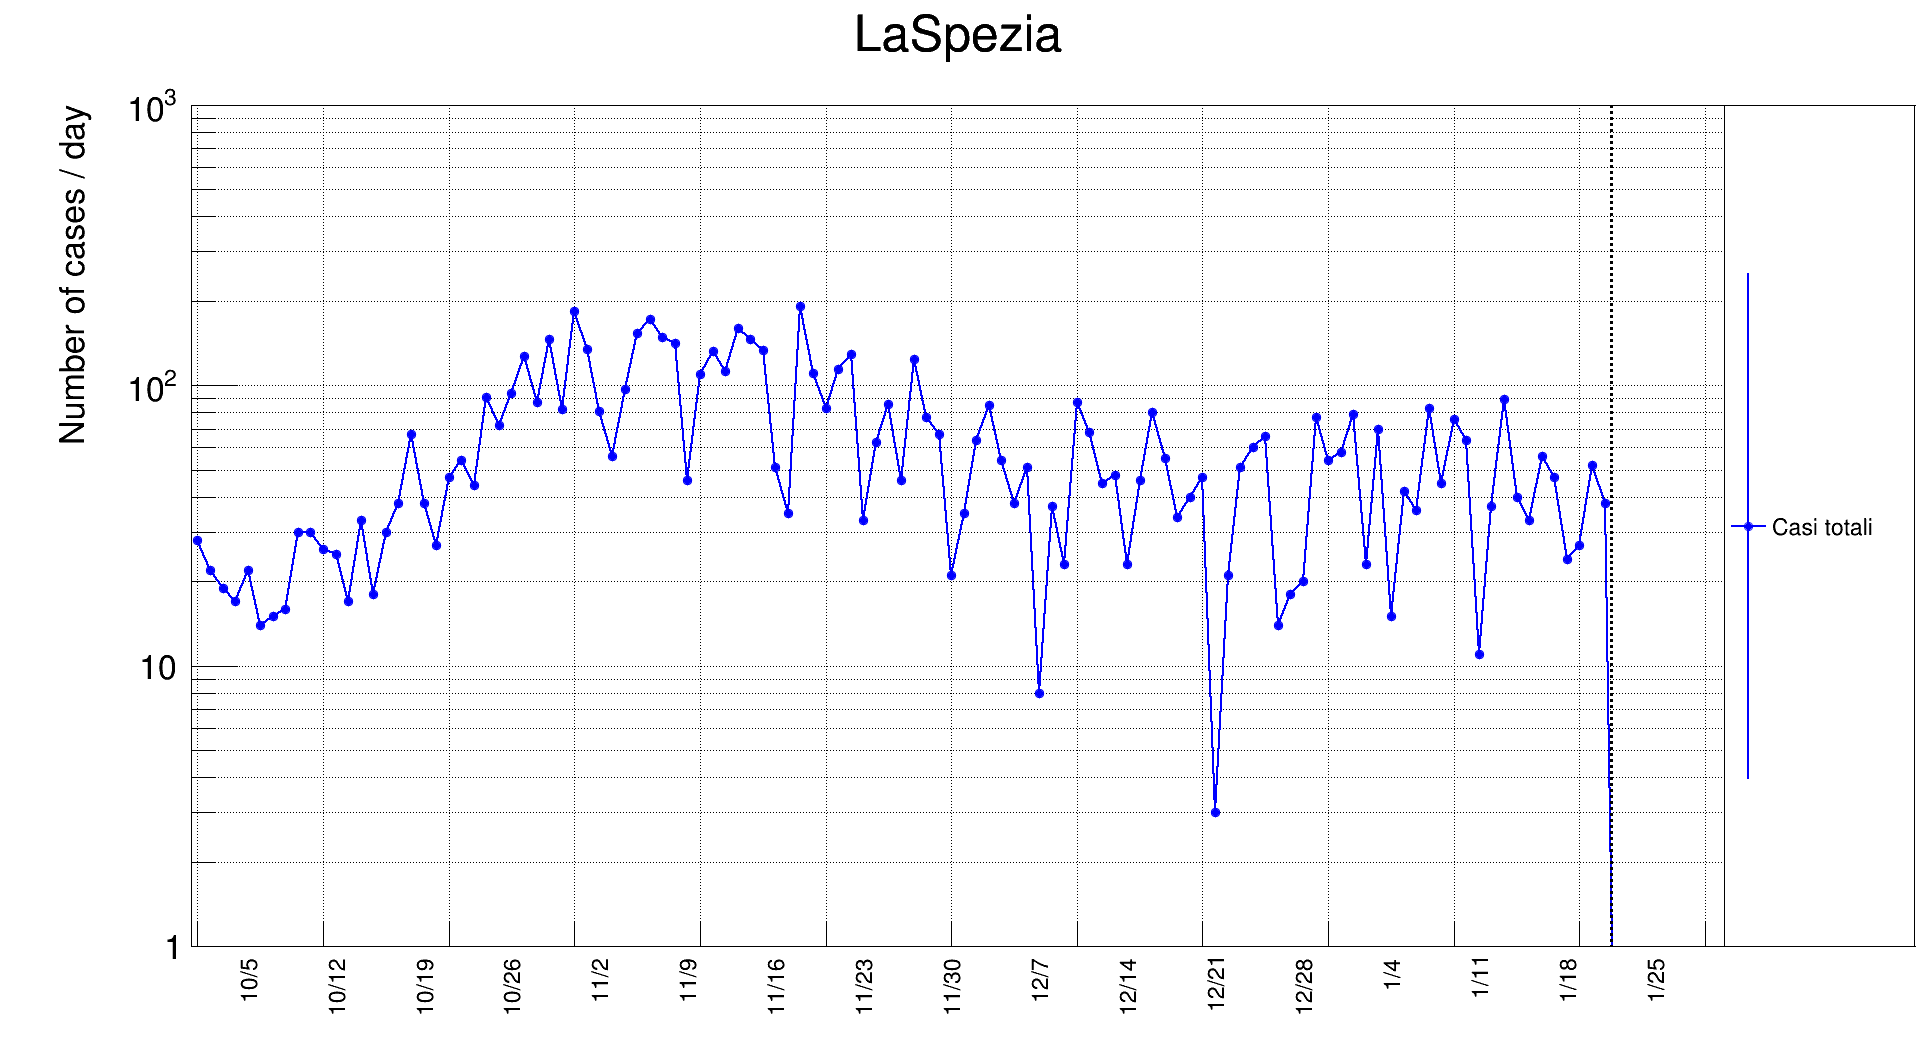 LaSpezia
Number of cases / day
10³
10²
10
1
10/5 10/12 10/19 10/26 11/2 11/9 11/16 11/23 11/30 12/7 12/14 12/21 12/28 1/4 1/11 1/18 1/25
Casi totali